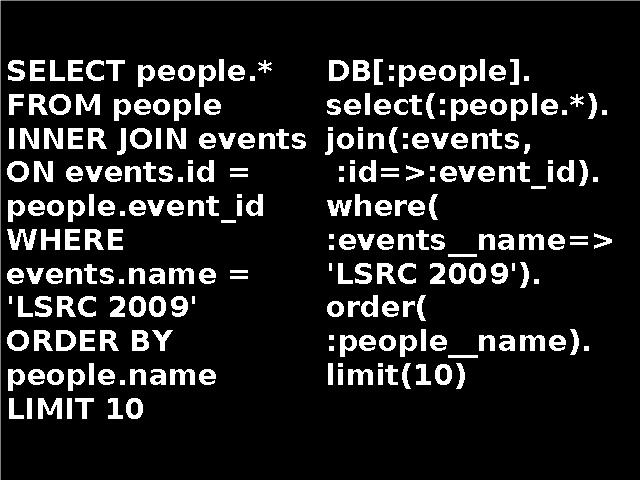 SELECT people.*
FROM people
INNER JOIN events
ON events.id =
people.event_id
WHERE
events.name =
'LSRC 2009'
ORDER BY
people.name
LIMIT 10
DB[:people].
select(:people.*).
join(:events,
:id=>:event_id).
where(
:events__name=>
'LSRC 2009').
order(
:people__name).
limit(10)